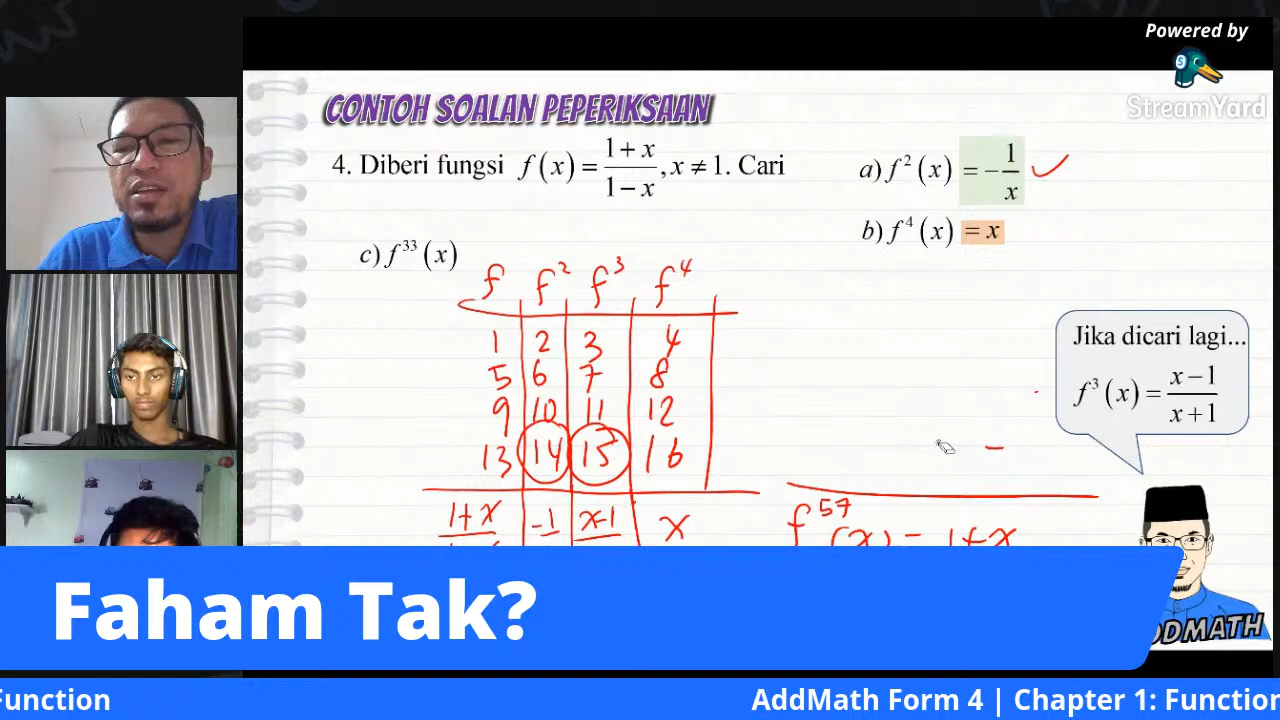 Powered by
StreamYard
CONTOH SOALAN PEPERIKSAAN
4. Diberi fungsi f(x) = (1 + x)/(1 − x), x ≠ 1. Cari
a) f²(x) = −1/x ✓
b) f⁴(x) = x
c) f³³(x)
f f² f³ f⁴
1 2 3 4
5 6 7 8
9 10 11 12
13 14 15 16
1+x -1 x-1 x
Jika dicari lagi...
f³(x) = (x − 1)/(x + 1)
f⁵⁷(x) = 1+x
DDMATH
Faham Tak?
Function
AddMath Form 4 | Chapter 1: Function